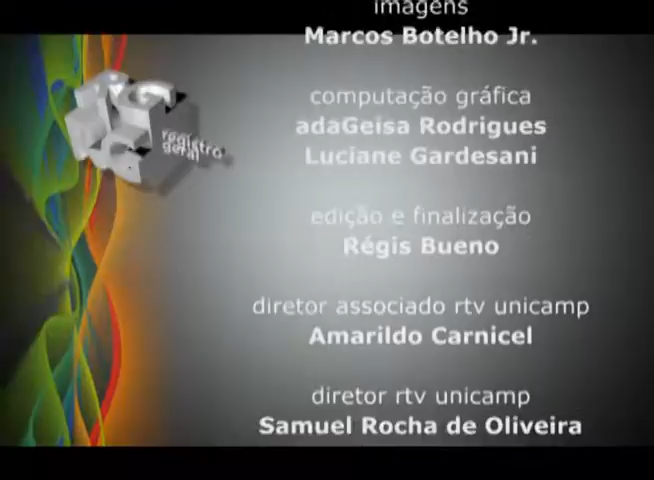 imagens
Marcos Botelho Jr.
registro
geral
computação gráfica
adaGeisa Rodrigues
Luciane Gardesani
edição e finalização
Régis Bueno
diretor associado rtv unicamp
Amarildo Carnicel
diretor rtv unicamp
Samuel Rocha de Oliveira